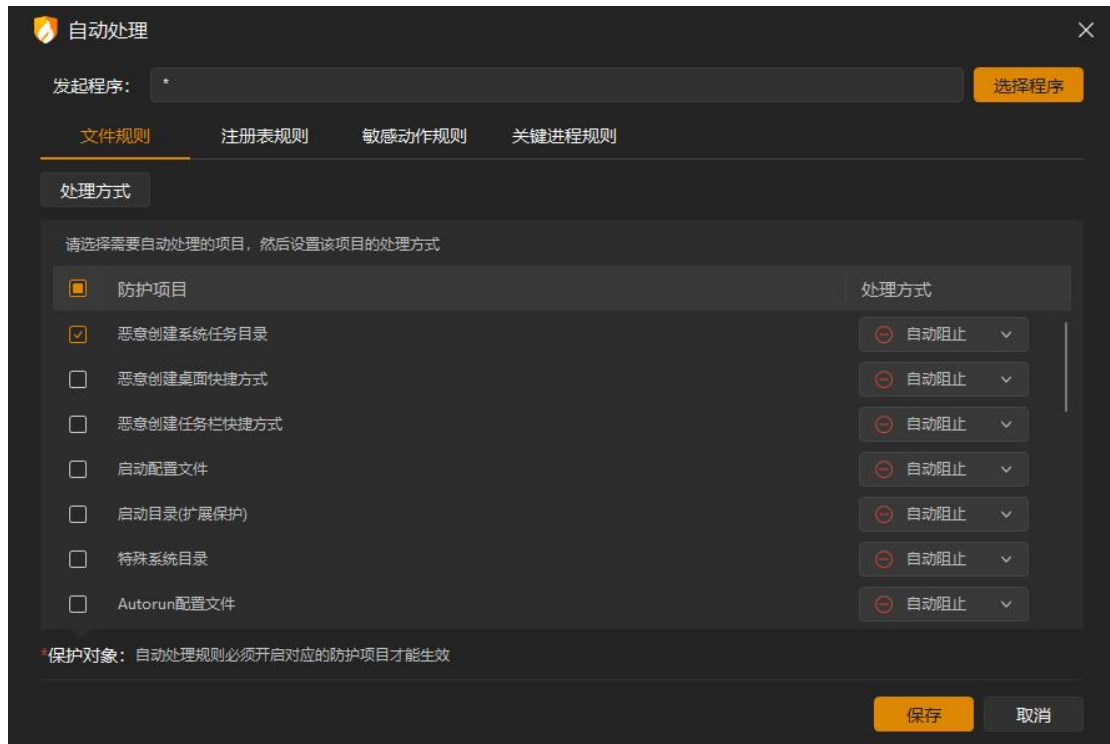 自动处理
发起程序： * 选择程序
文件规则 注册表规则 敏感动作规则 关键进程规则
处理方式
请选择需要自动处理的项目，然后设置该项目的处理方式
防护项目 处理方式
恶意创建系统任务目录 自动阻止
恶意创建桌面快捷方式 自动阻止
恶意创建任务栏快捷方式 自动阻止
启动配置文件 自动阻止
启动目录(扩展保护) 自动阻止
特殊系统目录 自动阻止
Autorun配置文件 自动阻止
*保护对象：自动处理规则必须开启对应的防护项目才能生效
保存 取消